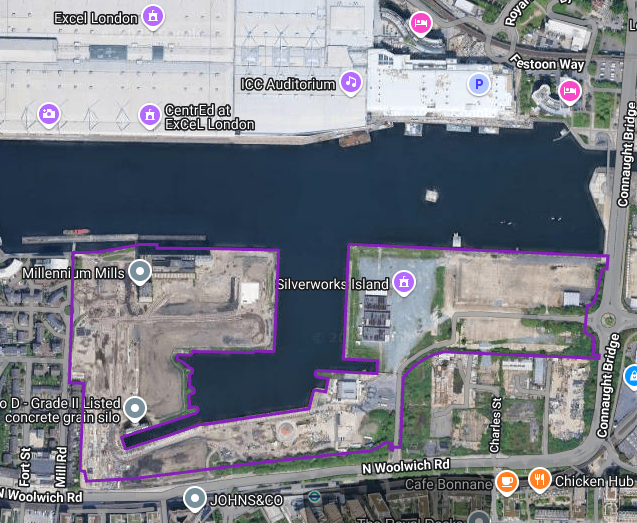 Excel London
ICC Auditorium
CentrEd at
ExCeL London
P
Festoon Way
Connaught Bridge
Millennium Mills
Silverworks Island
o D - Grade II Listed
concrete grain silo
Fort St
Mill Rd
Charles St
Connaught Bridge
N Woolwich Rd
N Woolwich Rd
JOHNS&CO
Cafe Bonnane
Chicken Hub
The Royal Docks